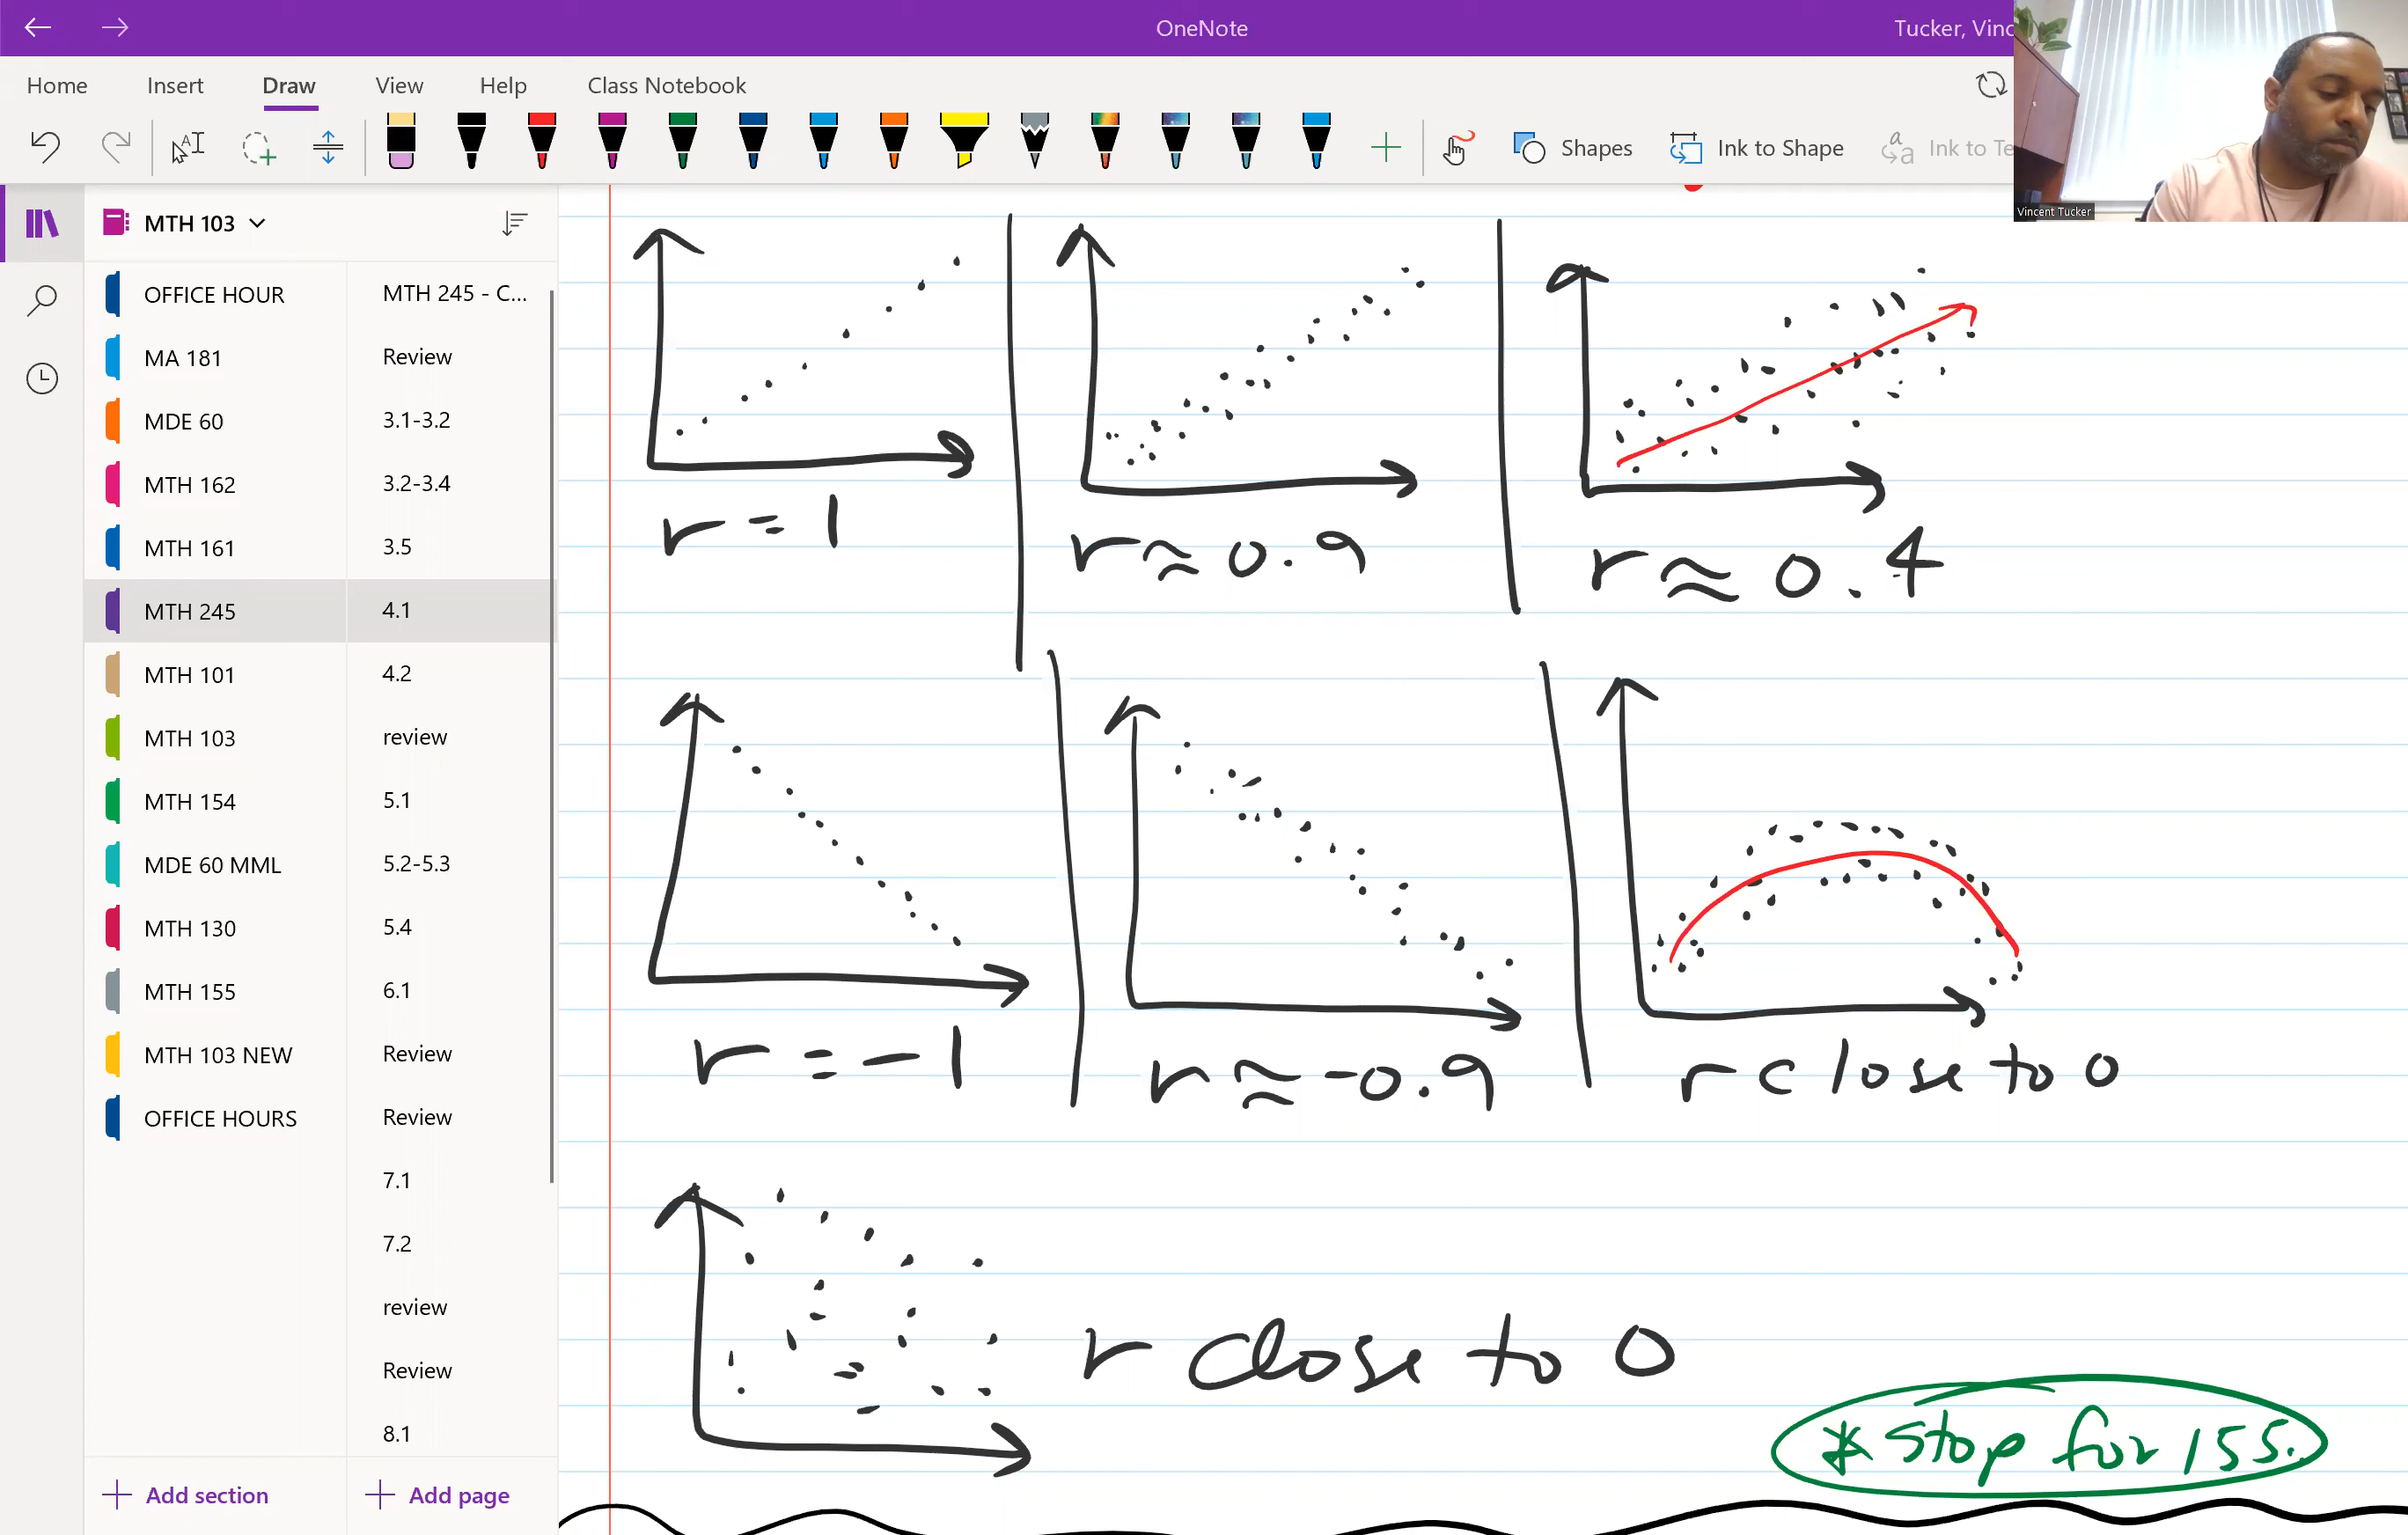 OneNote
Tucker, Vinc
Home Insert Draw View Help Class Notebook
Shapes Ink to Shape Ink to Te
Vincent Tucker
MTH 103
OFFICE HOUR
MA 181
MDE 60
MTH 162
MTH 161
MTH 245
MTH 101
MTH 103
MTH 154
MDE 60 MML
MTH 130
MTH 155
MTH 103 NEW
OFFICE HOURS
Add section
MTH 245 - C...
Review
3.1-3.2
3.2-3.4
3.5
4.1
4.2
review
5.1
5.2-5.3
5.4
6.1
Review
Review
7.1
7.2
review
Review
8.1
Add page
r = 1
r ≈ 0.9
r ≈ 0.4
r = -1
r ≈ -0.9
r close to 0
r close to 0
* Stop for 155.